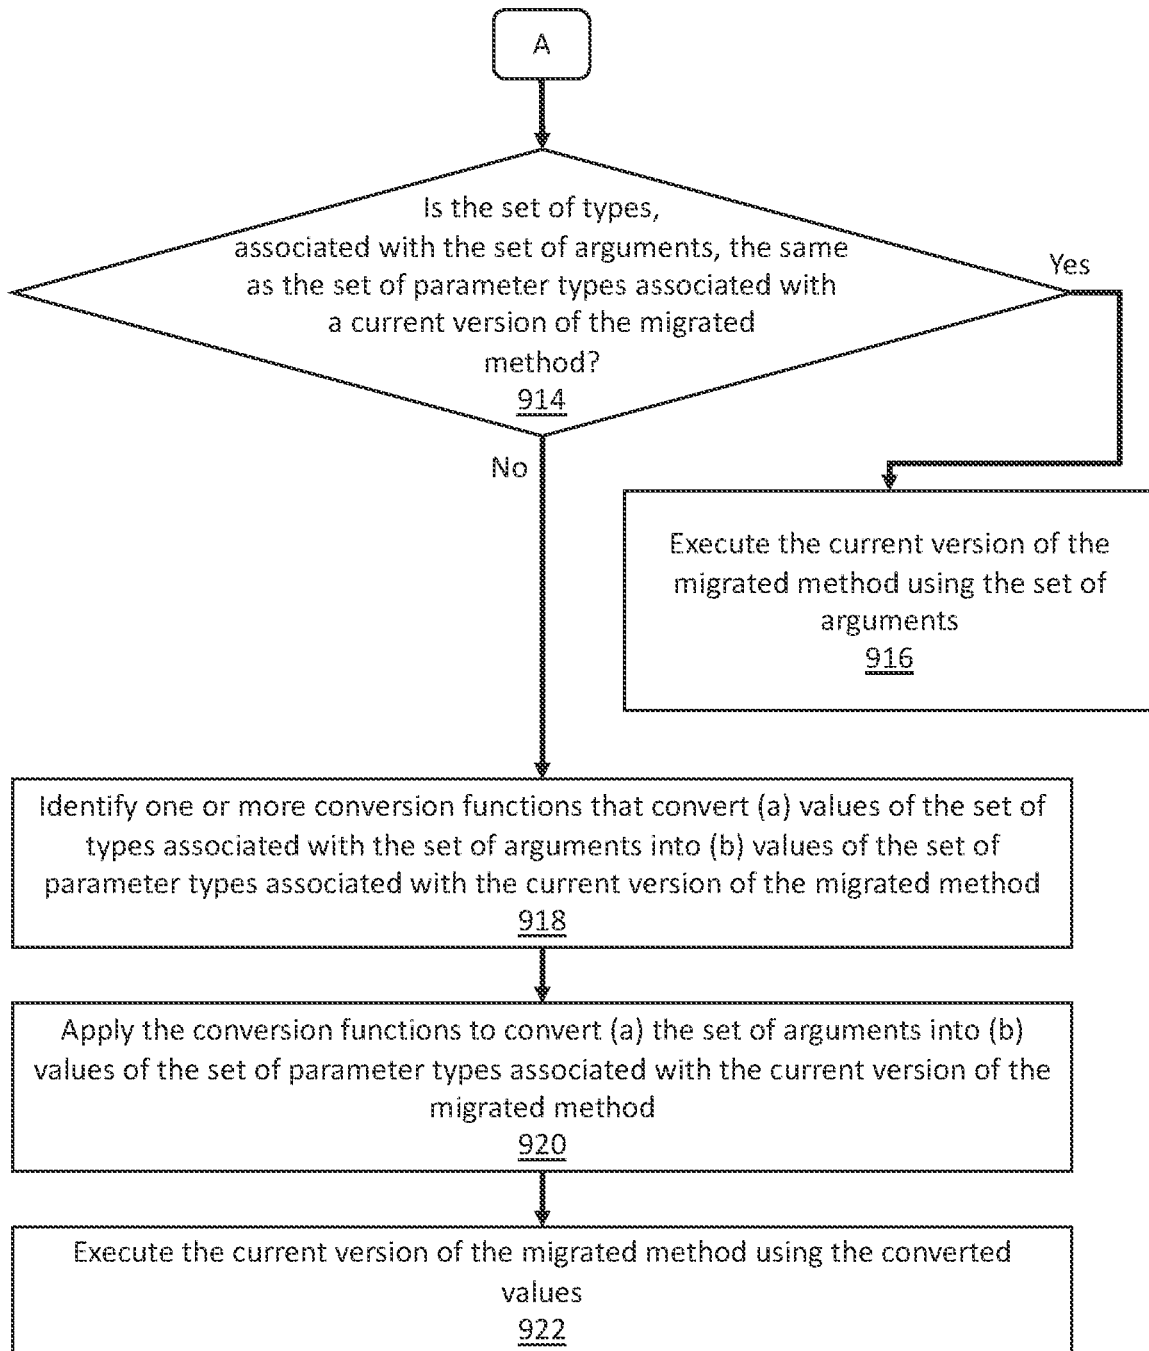 A
Is the set of types,
associated with the set of arguments, the same
as the set of parameter types associated with
a current version of the migrated
method?
914
Yes
No
Execute the current version of the
migrated method using the set of
arguments
916
Identify one or more conversion functions that convert (a) values of the set of
types associated with the set of arguments into (b) values of the set of
parameter types associated with the current version of the migrated method
918
Apply the conversion functions to convert (a) the set of arguments into (b)
values of the set of parameter types associated with the current version of the
migrated method
920
Execute the current version of the migrated method using the converted
values
922